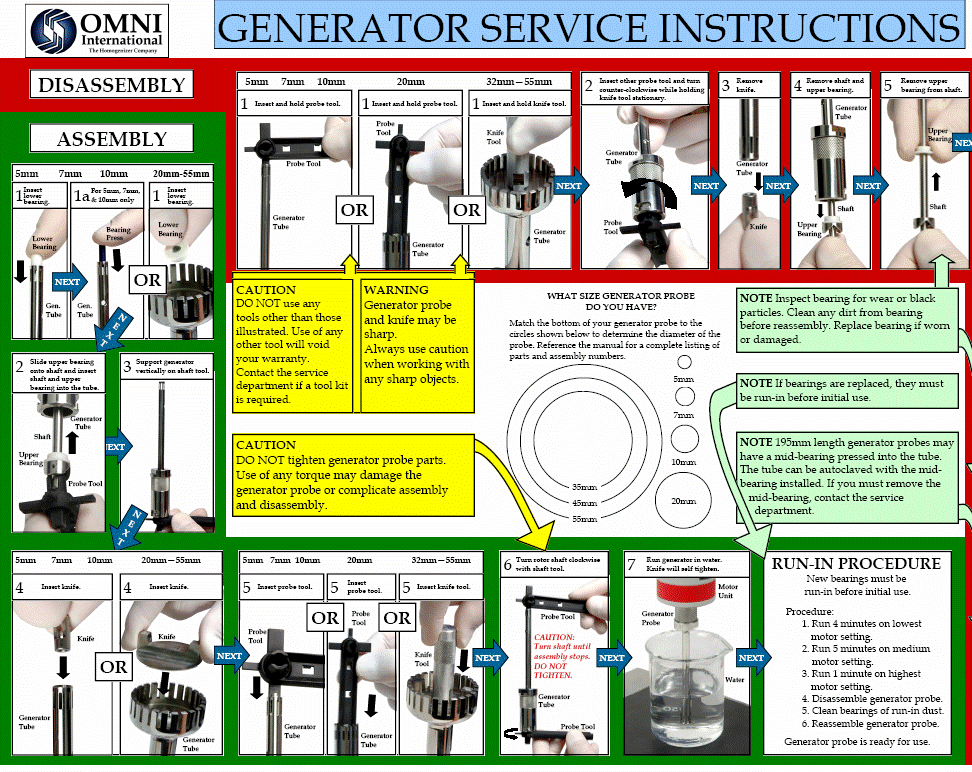 OMNI
International
The Homogenizer Company
GENERATOR SERVICE INSTRUCTIONS
DISASSEMBLY
5mm 7mm 10mm
1 Insert and hold probe tool.
Probe Tool
Generator
Tube
OR
20mm
1 Insert and hold probe tool.
Probe
Tool
Generator
Tube
OR
32mm—55mm
1 Insert and hold knife tool.
Knife
Tool
Generator
Tube
NEXT
2 Insert other probe tool and turn
counter-clockwise while holding
knife tool stationary.
Generator
Tube
Probe
Tool
NEXT
3 Remove
knife.
Generator
Tube
Knife
NEXT
4 Remove shaft and
upper bearing.
Generator
Tube
Shaft
Upper
Bearing
NEXT
5 Remove upper
bearing from shaft.
Upper
Bearing
Shaft
NEX
CAUTION
DO NOT use any
tools other than those
illustrated. Use of any
other tool will void
your warranty.
Contact the service
department if a tool kit
is required.
WARNING
Generator probe
and knife may be
sharp.
Always use caution
when working with
any sharp objects.
CAUTION
DO NOT tighten generator probe parts.
Use of any torque may damage the
generator probe or complicate assembly
and disassembly.
WHAT SIZE GENERATOR PROBE
DO YOU HAVE?
Match the bottom of your generator probe to the
circles shown below to determine the diameter of the
probe. Reference the manual for a complete listing of
parts and assembly numbers.
5mm
7mm
10mm
20mm
35mm
45mm
55mm
NOTE Inspect bearing for wear or black
particles. Clean any dirt from bearing
before reassembly. Replace bearing if worn
or damaged.
NOTE If bearings are replaced, they must
be run-in before initial use.
NOTE 195mm length generator probes may
have a mid-bearing pressed into the tube.
The tube can be autoclaved with the mid-
bearing installed. If you must remove the
mid-bearing, contact the service
department.
ASSEMBLY
5mm 7mm 10mm 20mm-55mm
1 Insert
lower
bearing.
Lower
Bearing
Gen.
Tube
NEXT
1a For 5mm, 7mm,
& 10mm only
Bearing
Press
Gen.
Tube
OR
1 Insert
lower
bearing.
Lower
Bearing
NEXT
2 Slide upper bearing
onto shaft and insert
shaft and upper
bearing into the tube.
Generator
Tube
Shaft
Upper
Bearing
Probe Tool
NEXT
3 Support generator
vertically on shaft tool.
NEXT
5mm 7mm 10mm
4 Insert knife.
Knife
Generator
Tube
OR
20mm—55mm
4 Insert knife.
Knife
Generator
Tube
NEXT
5mm 7mm 10mm
5 Insert probe tool.
Probe
Tool
Generator
Tube
OR
20mm
5 Insert
probe tool.
Probe
Tool
Generator
Tube
OR
32mm—55mm
5 Insert knife tool.
Knife
Tool
Generator
Tube
NEXT
6 Turn rotor shaft clockwise
with shaft tool.
Probe Tool
CAUTION:
Turn shaft until
assembly stops.
DO NOT
TIGHTEN.
Generator
Tube
Probe Tool
NEXT
7 Run generator in water.
Knife will self tighten.
Motor
Unit
Generator
Probe
Water
NEXT
RUN-IN PROCEDURE
New bearings must be
run-in before initial use.
Procedure:
1. Run 4 minutes on lowest
motor setting.
2. Run 5 minutes on medium
motor setting.
3. Run 1 minute on highest
motor setting.
4. Disassemble generator probe.
5. Clean bearings of run-in dust.
6. Reassemble generator probe.
Generator probe is ready for use.